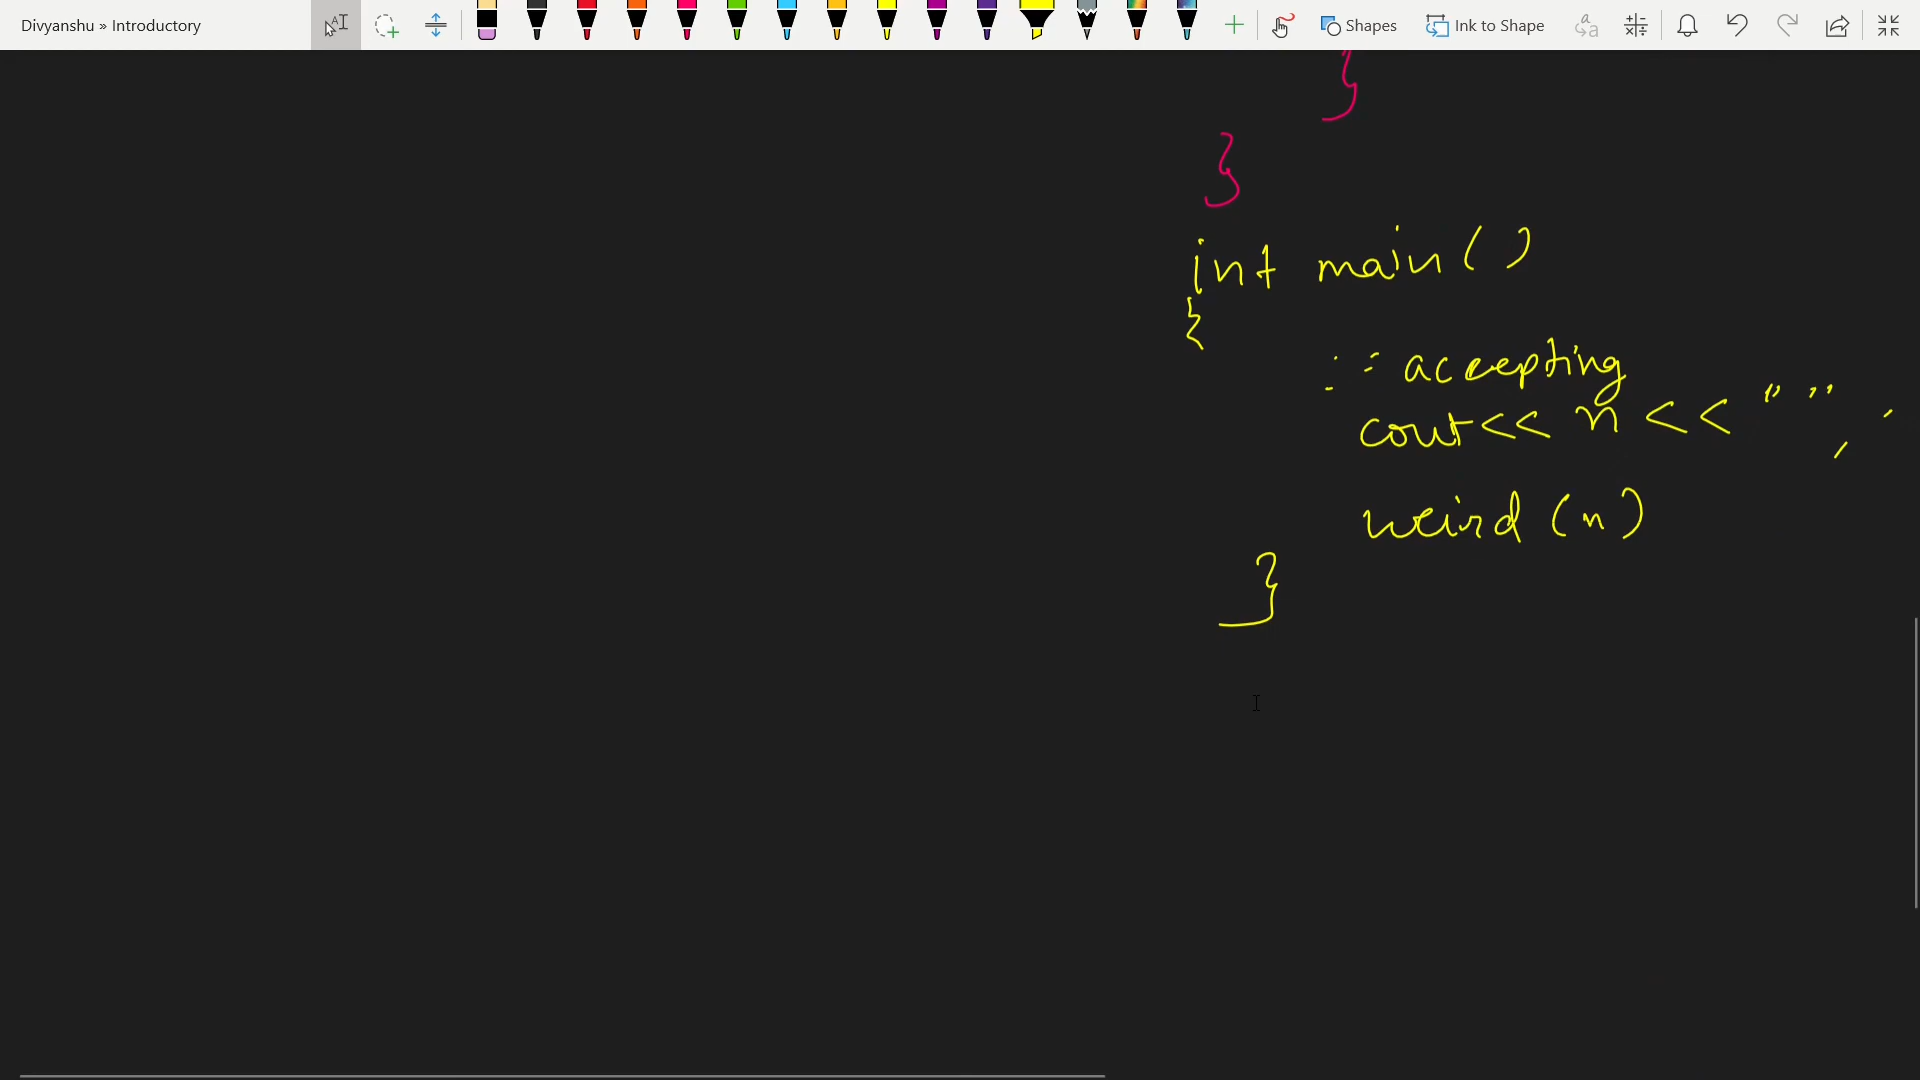 Divyanshu » Introductory
Shapes
Ink to Shape
}
}
int main()
{
:= accepting
cout<< n << " " ;
weird(n)
}